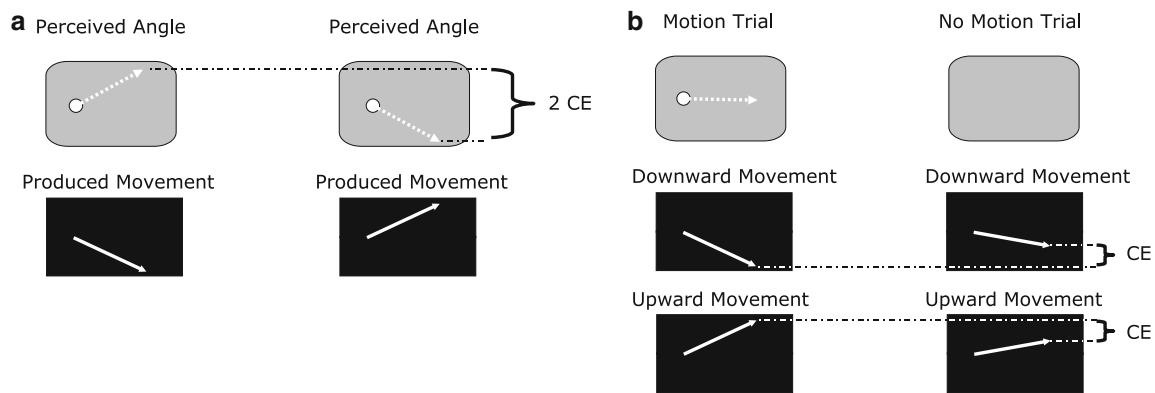 a
Perceived Angle
Perceived Angle
2 CE
Produced Movement
Produced Movement
b
Motion Trial
No Motion Trial
Downward Movement
Downward Movement
CE
Upward Movement
Upward Movement
CE